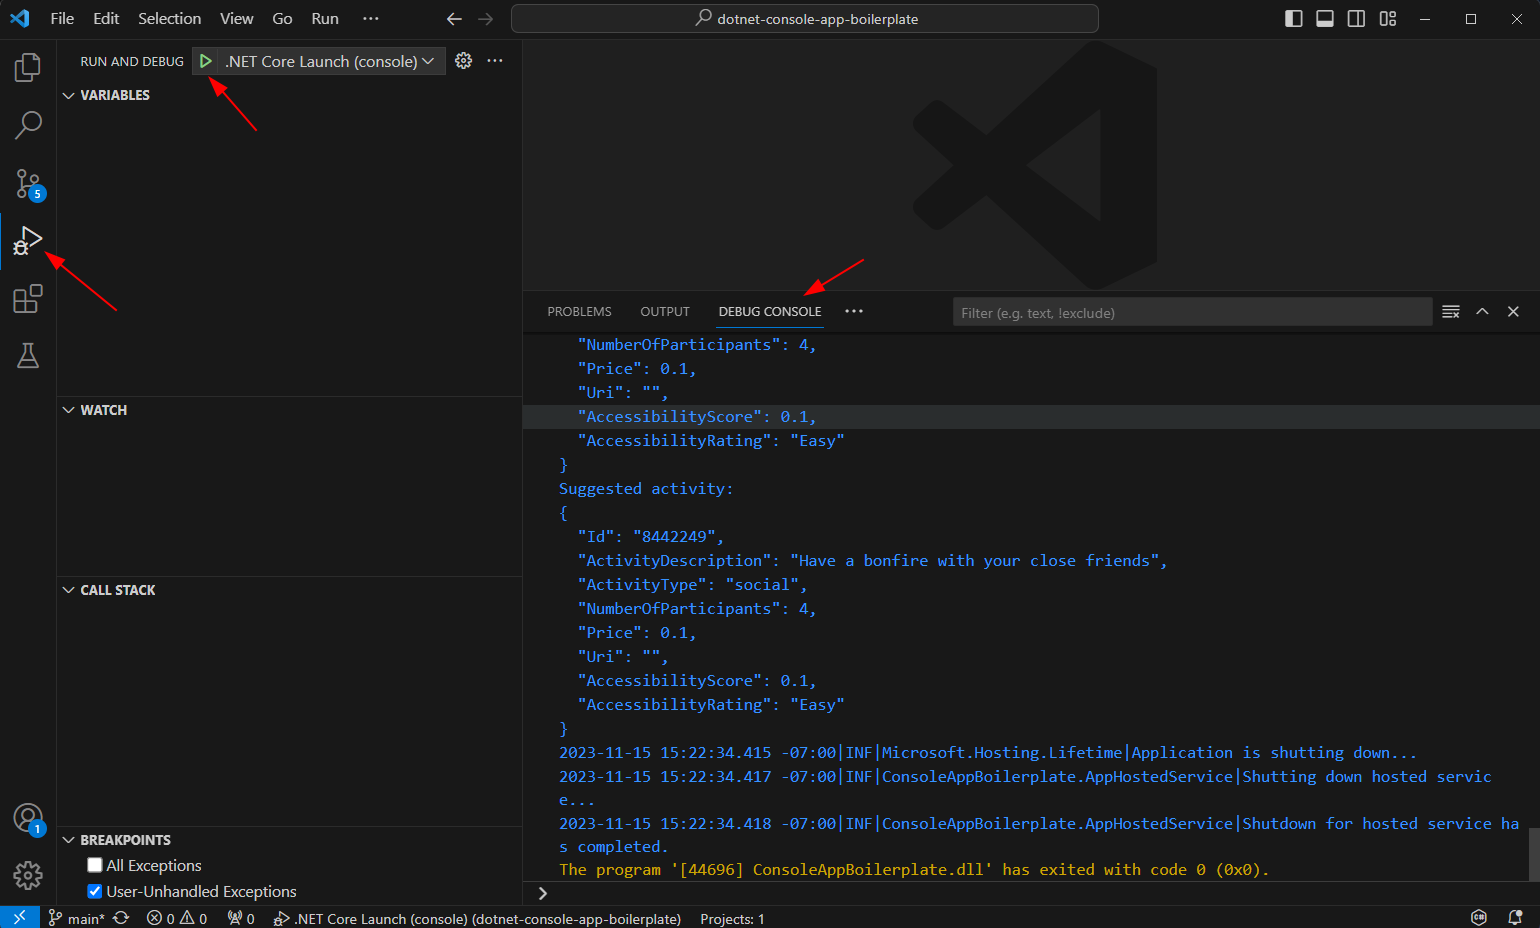 File Edit Selection View Go Run ...
dotnet-console-app-boilerplate
RUN AND DEBUG .NET Core Launch (console) ...
VARIABLES
5
WATCH
CALL STACK
1
BREAKPOINTS
All Exceptions
User-Unhandled Exceptions
PROBLEMS OUTPUT DEBUG CONSOLE ...
Filter (e.g. text, !exclude)
"NumberOfParticipants": 4,
"Price": 0.1,
"Uri": "",
"AccessibilityScore": 0.1,
"AccessibilityRating": "Easy"
}
Suggested activity:
{
"Id": "8442249",
"ActivityDescription": "Have a bonfire with your close friends",
"ActivityType": "social",
"NumberOfParticipants": 4,
"Price": 0.1,
"Uri": "",
"AccessibilityScore": 0.1,
"AccessibilityRating": "Easy"
}
2023-11-15 15:22:34.415 -07:00|INF|Microsoft.Hosting.Lifetime|Application is shutting down...
2023-11-15 15:22:34.417 -07:00|INF|ConsoleAppBoilerplate.AppHostedService|Shutting down hosted servic
e...
2023-11-15 15:22:34.418 -07:00|INF|ConsoleAppBoilerplate.AppHostedService|Shutdown for hosted service ha
s completed.
The program '[44696] ConsoleAppBoilerplate.dll' has exited with code 0 (0x0).
main* 0 0 0 .NET Core Launch (console) (dotnet-console-app-boilerplate) Projects: 1